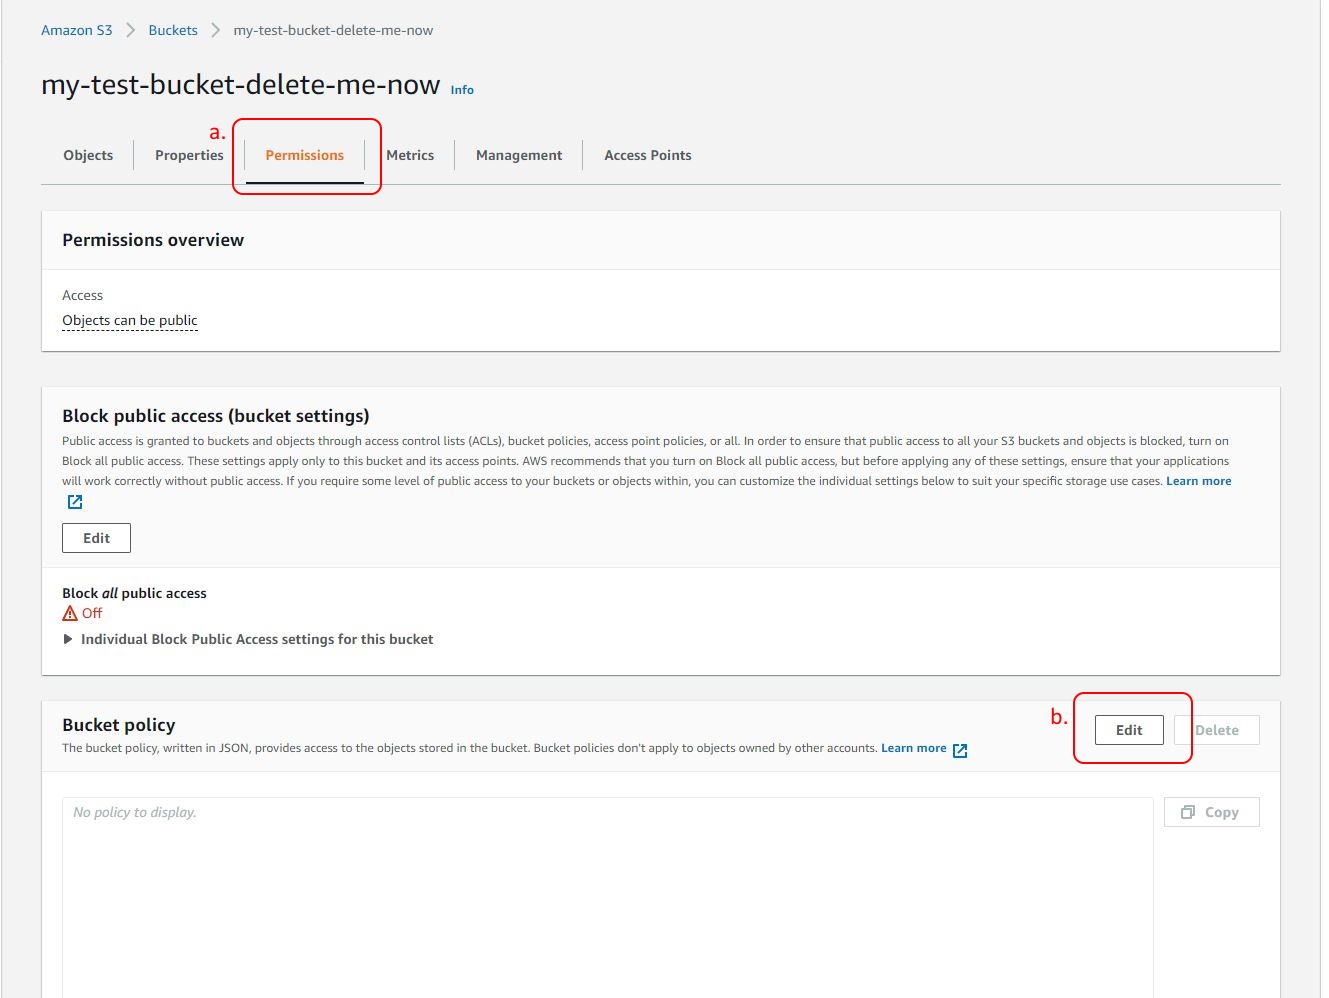 Amazon S3 > Buckets > my-test-bucket-delete-me-now
my-test-bucket-delete-me-now Info
a.
Objects Properties Permissions Metrics Management Access Points
Permissions overview
Access
Objects can be public
Block public access (bucket settings)
Public access is granted to buckets and objects through access control lists (ACLs), bucket policies, access point policies, or all. In order to ensure that public access to all your S3 buckets and objects is blocked, turn on
Block all public access. These settings apply only to this bucket and its access points. AWS recommends that you turn on Block all public access, but before applying any of these settings, ensure that your applications
will work correctly without public access. If you require some level of public access to your buckets or objects within, you can customize the individual settings below to suit your specific storage use cases. Learn more
Edit
Block all public access
Off
Individual Block Public Access settings for this bucket
Bucket policy
b.
Edit Delete
The bucket policy, written in JSON, provides access to the objects stored in the bucket. Bucket policies don't apply to objects owned by other accounts. Learn more
No policy to display.
Copy